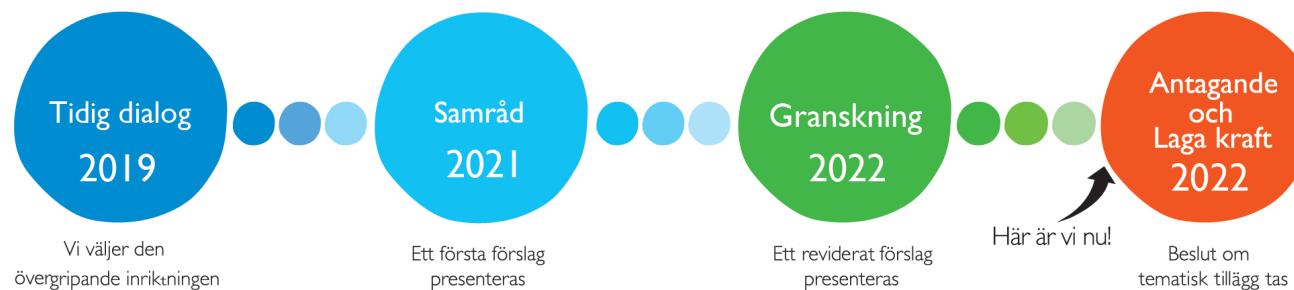 Tidig dialog
2019
Vi väljer den
övergripande inriktningen
Samråd
2021
Ett första förslag
presenteras
Granskning
2022
Ett reviderat förslag
presenteras
Här är vi nu!
Antagande
och
Laga kraft
2022
Beslut om
tematisk tillägg tas